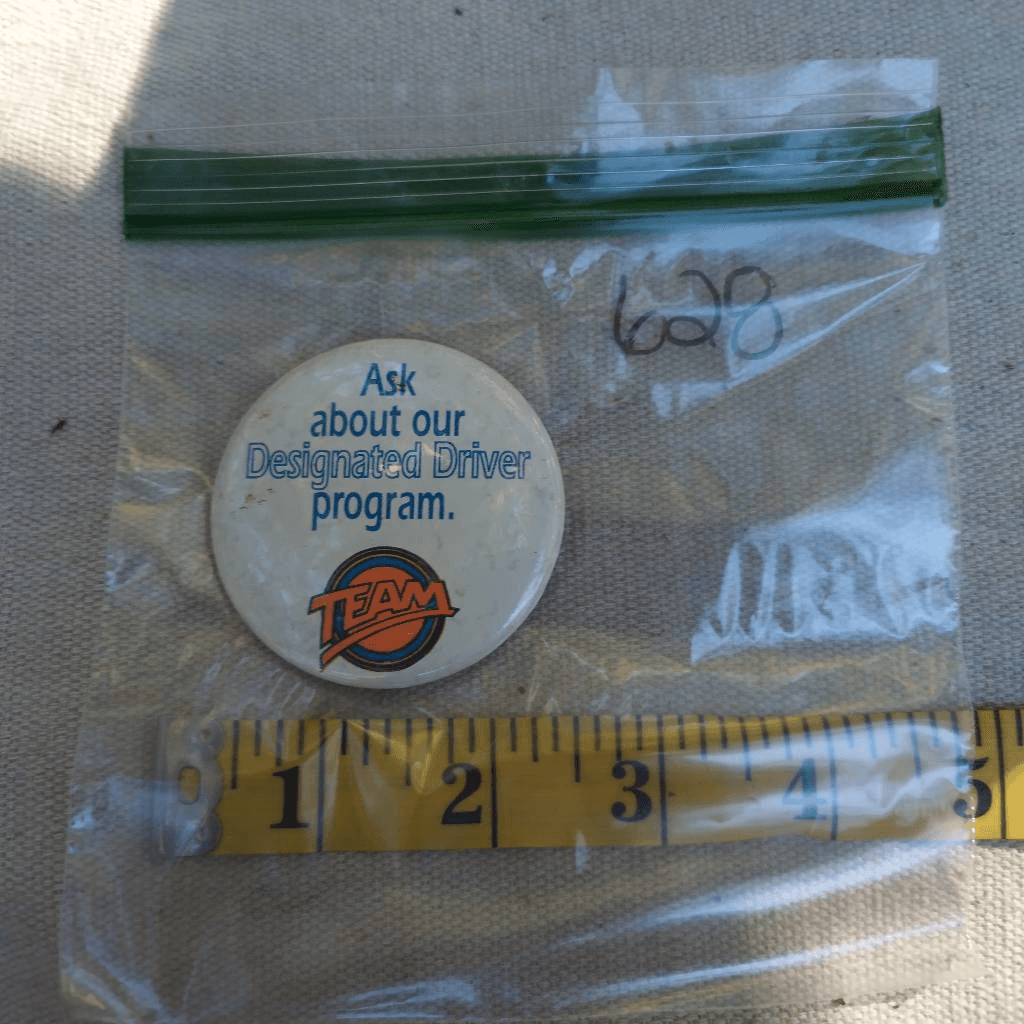 628
Ask
about our
Designated Driver
program.
TEAM
1 2 3 4 5